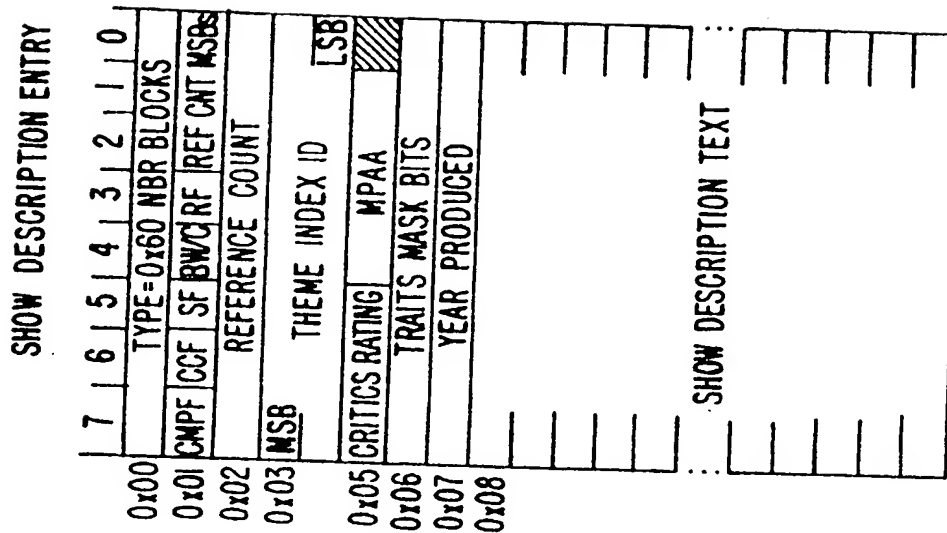 SHOW DESCRIPTION ENTRY
7 | 6 | 5 | 4 | 3 | 2 | 1 | 0
0x00 TYPE=0x60 NBR BLOCKS
0x01 CMPF CCF SF BW/C RF REF CNT MSBs
0x02 REFERENCE COUNT
0x03 MSB
THEME INDEX ID
LSB
0x05 CRITICS RATING MPAA
0x06 TRAITS MASK BITS
0x07 YEAR PRODUCED
0x08
SHOW DESCRIPTION TEXT